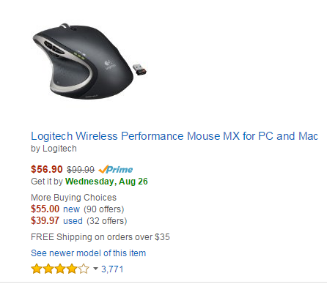 Logitech Wireless Performance Mouse MX for PC and Mac
by Logitech
$56.90 $99.99 Prime
Get it by Wednesday, Aug 26
More Buying Choices
$55.00 new (90 offers)
$39.97 used (32 offers)
FREE Shipping on orders over $35
See newer model of this item
3,771